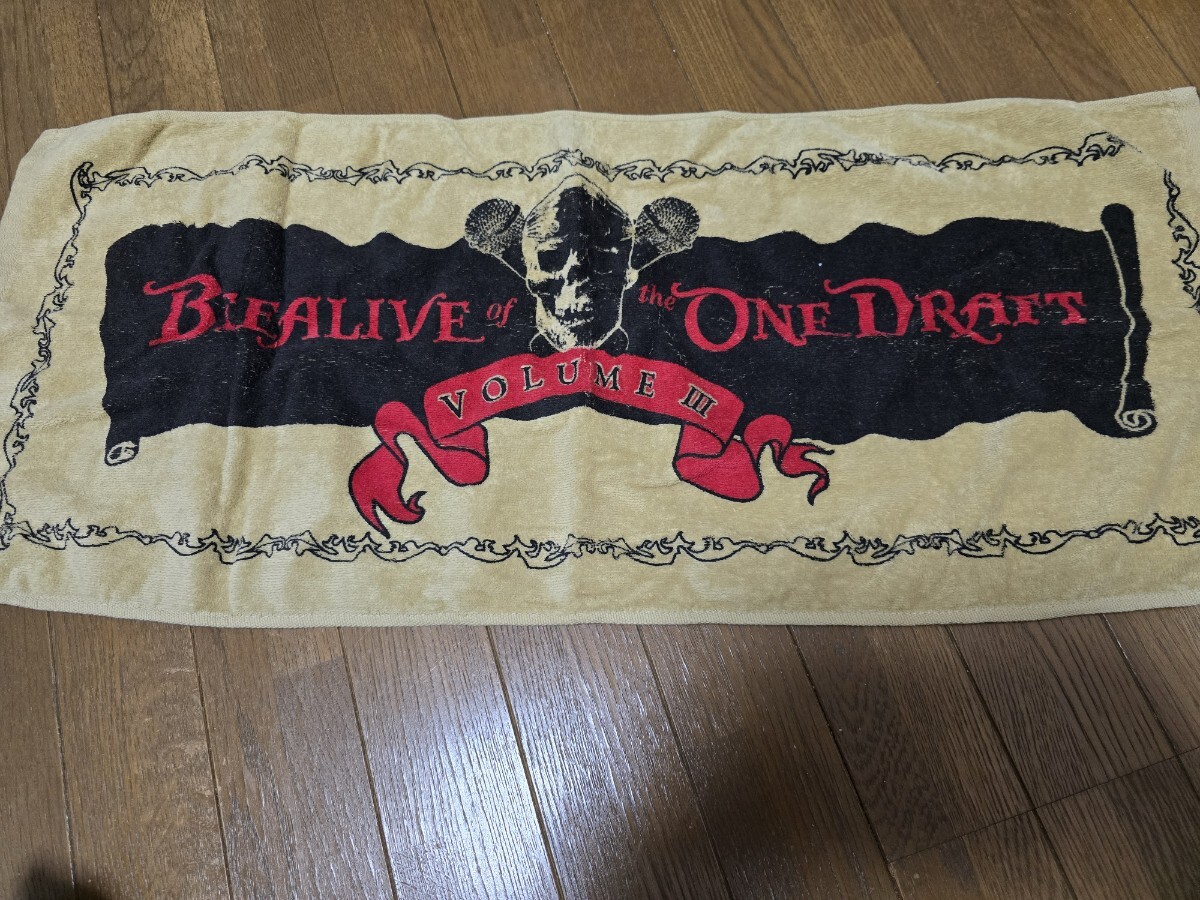 BLEALIVE of the ONE DRAFT
VOLUME III